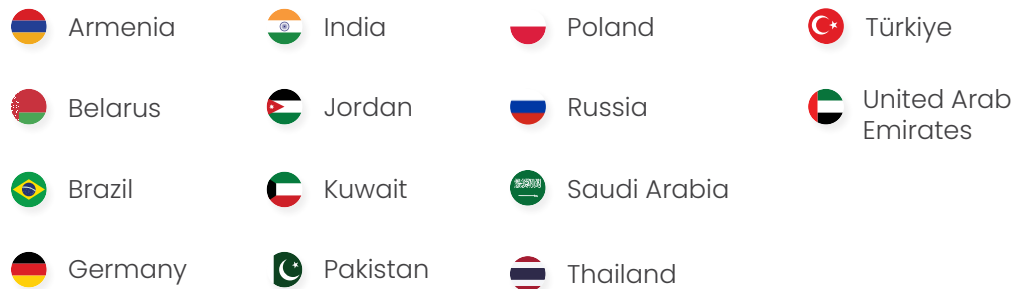 Armenia
Belarus
Brazil
Germany
India
Jordan
Kuwait
Pakistan
Poland
Russia
Saudi Arabia
Thailand
Türkiye
United Arab
Emirates